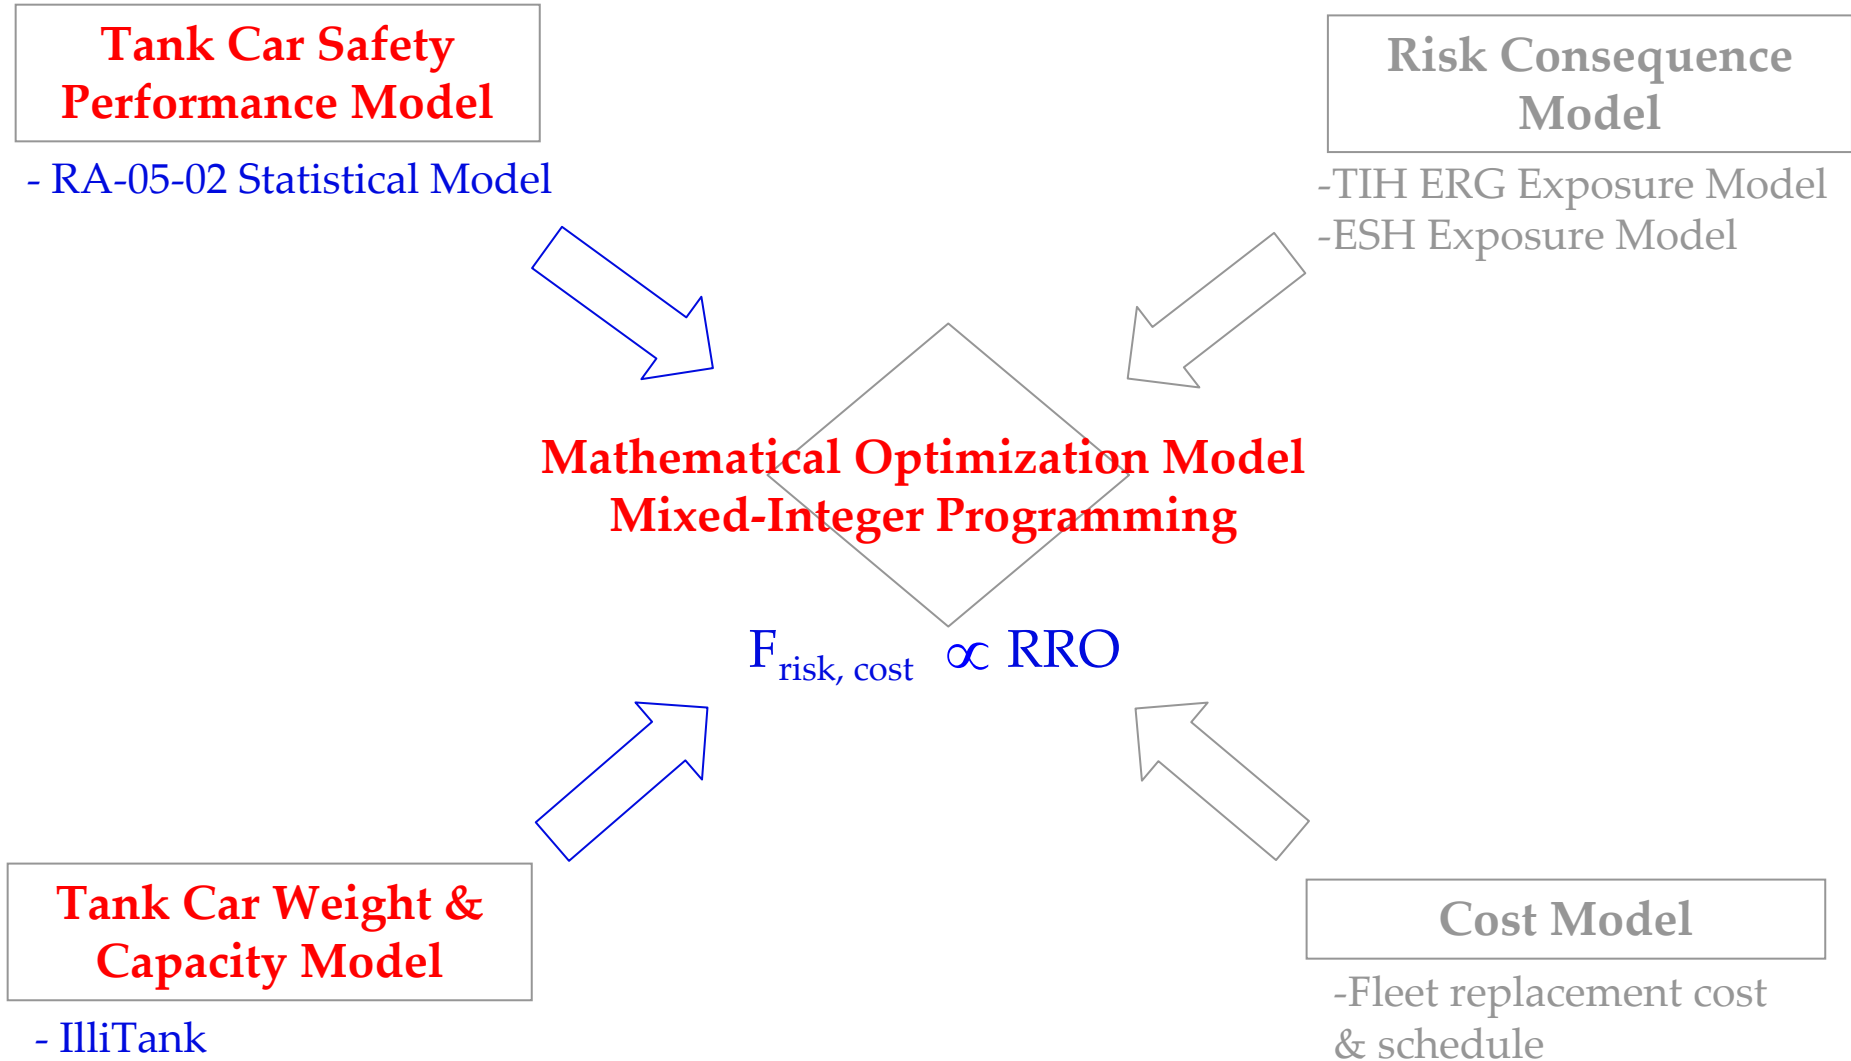 Tank Car Safety
Performance Model
- RA-05-02 Statistical Model
Risk Consequence
Model
-TIH ERG Exposure Model
-ESH Exposure Model
Mathematical Optimization Model
Mixed-Integer Programming
F risk, cost ∝ RRO
Tank Car Weight &
Capacity Model
- IlliTank
Cost Model
-Fleet replacement cost
& schedule